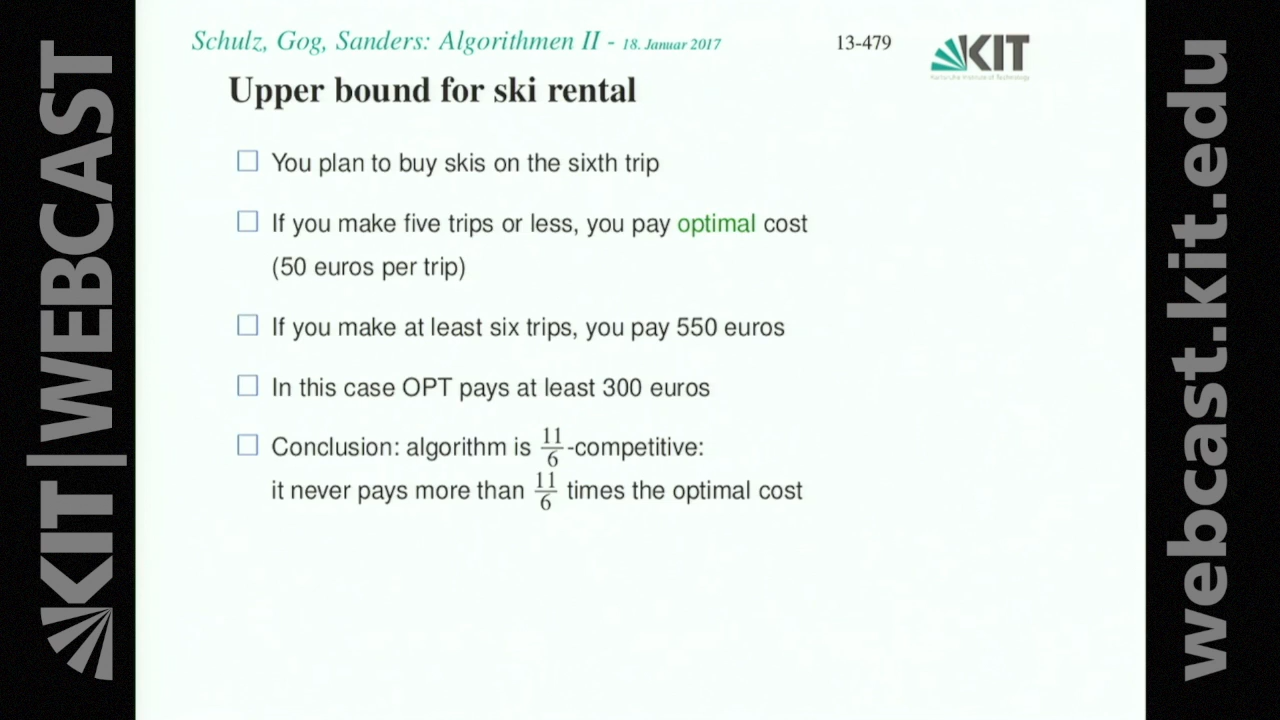 Schulz, Gog, Sanders: Algorithmen II - 18. Januar 2017
13-479
KIT
Upper bound for ski rental
You plan to buy skis on the sixth trip
If you make five trips or less, you pay optimal cost
(50 euros per trip)
If you make at least six trips, you pay 550 euros
In this case OPT pays at least 300 euros
Conclusion: algorithm is 11/6-competitive:
it never pays more than 11/6 times the optimal cost
KIT|WEBCAST
webcast.kit.edu